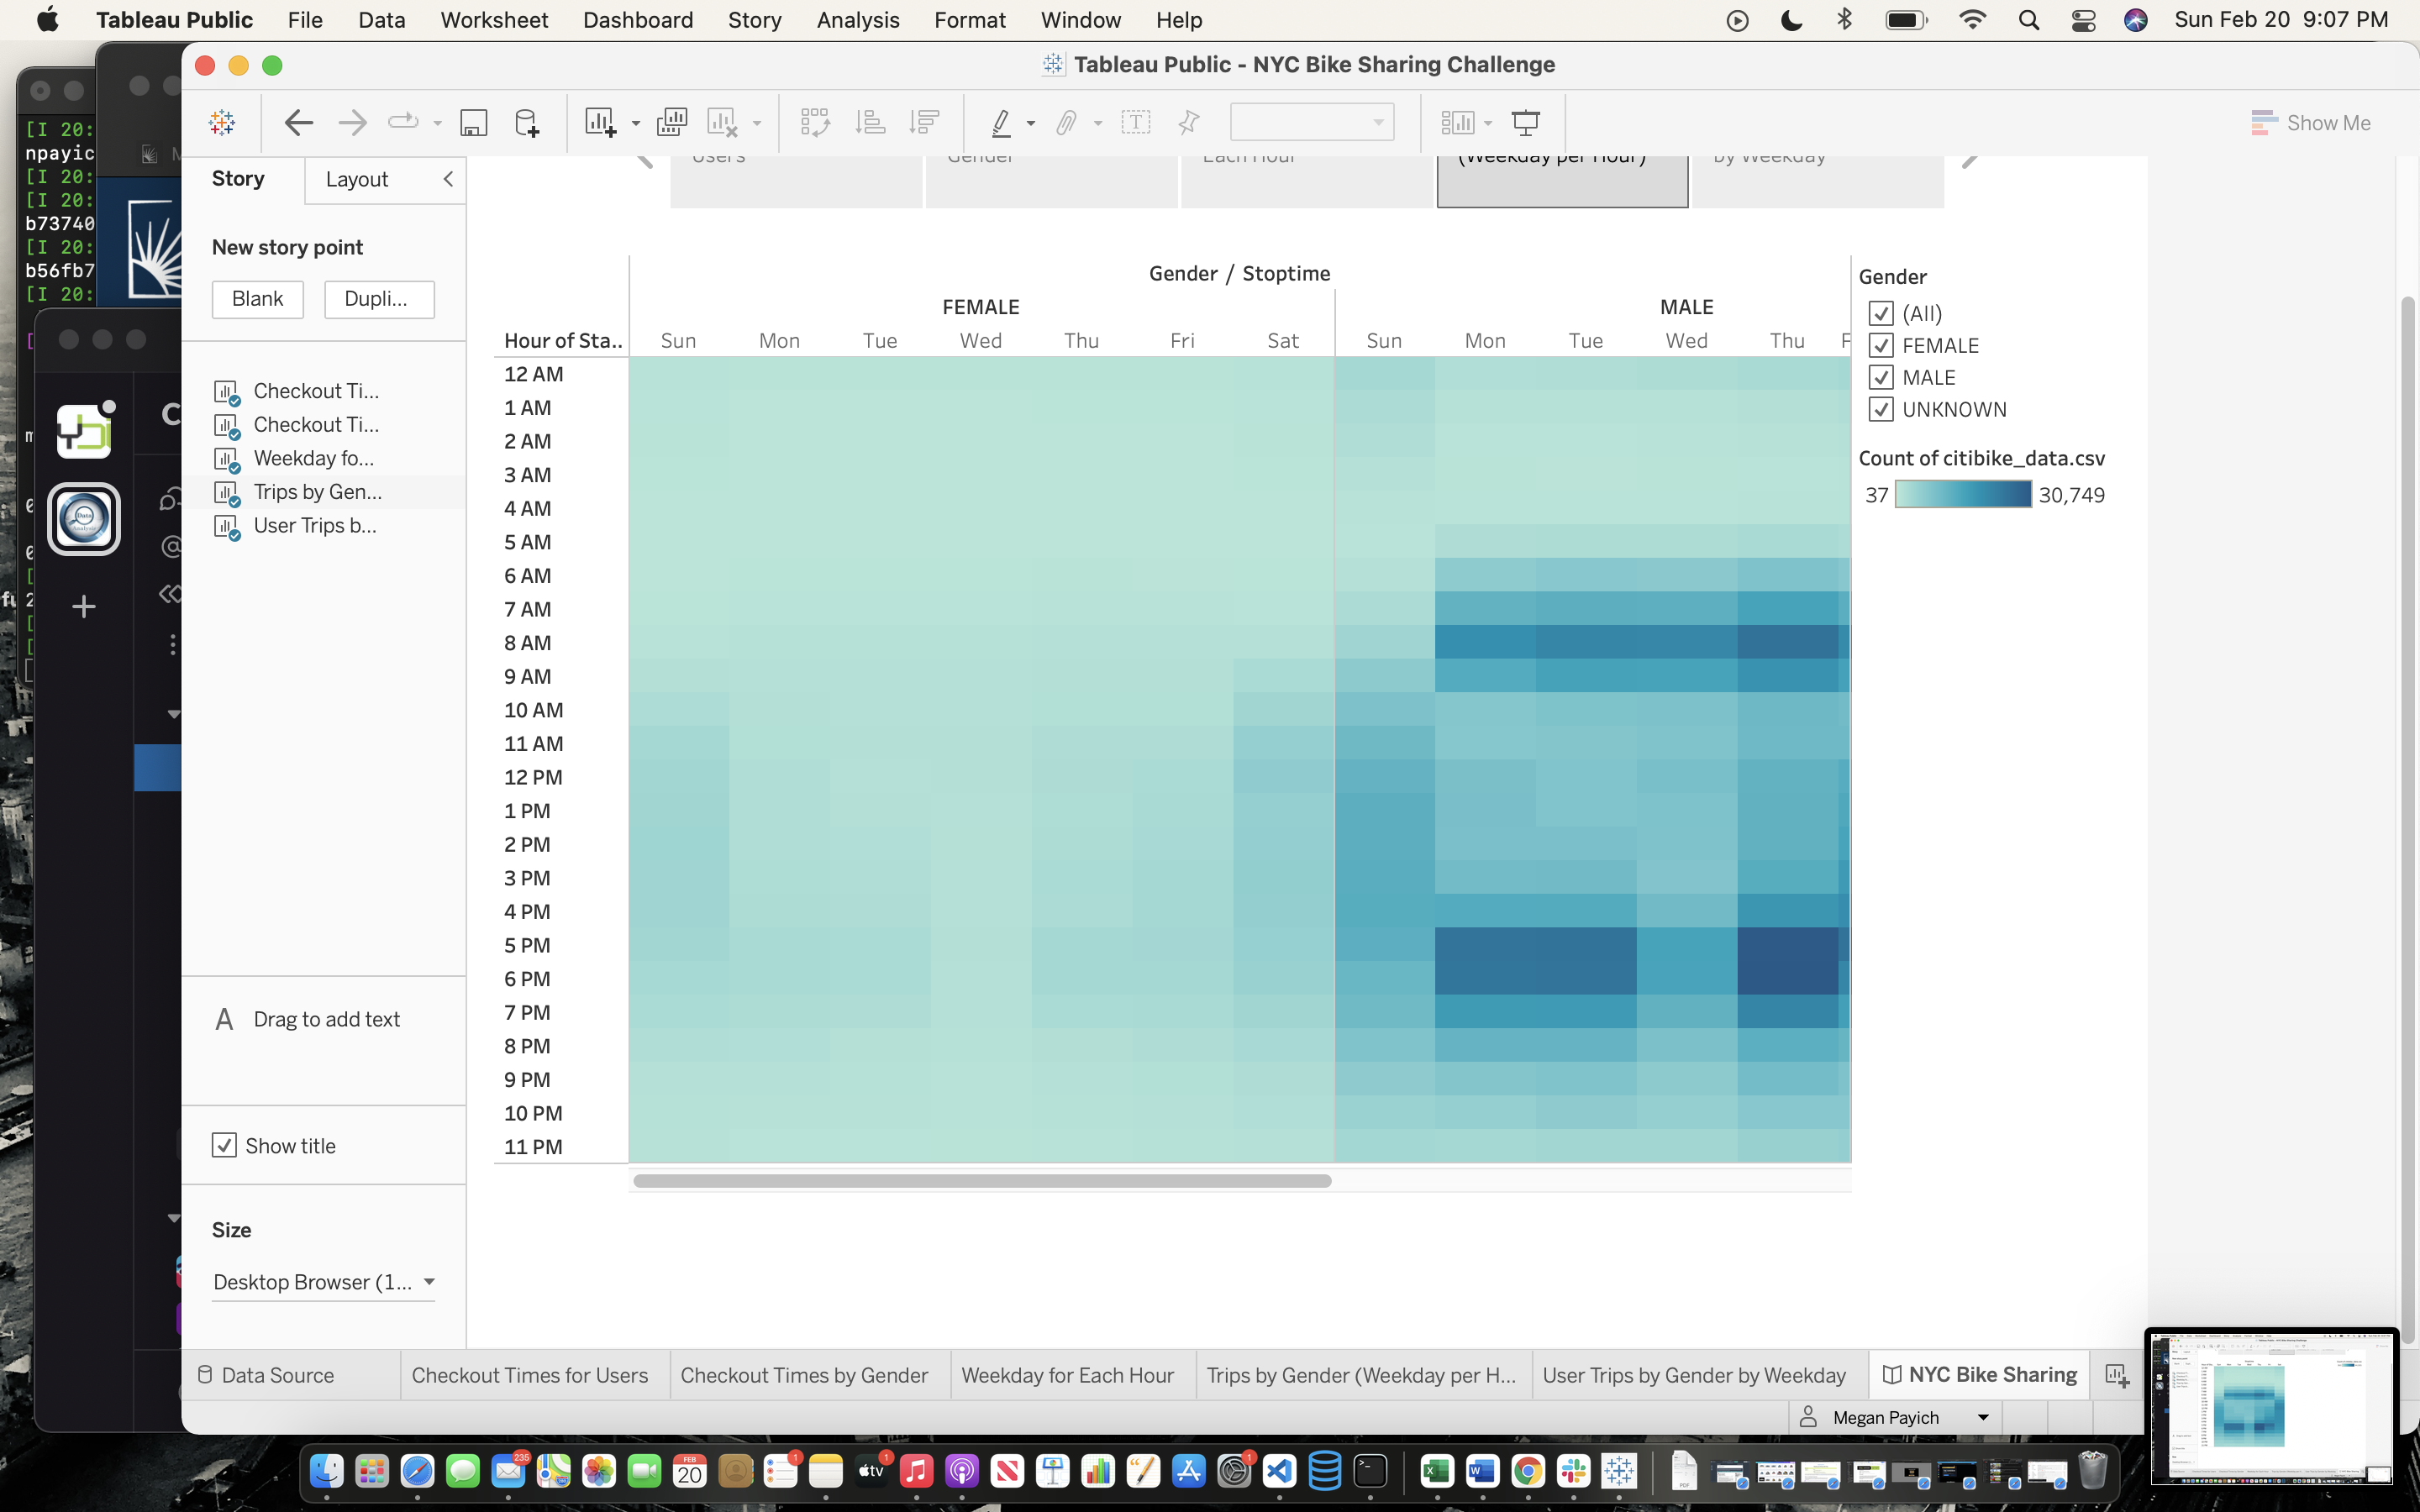 Tableau Public File Data Worksheet Dashboard Story Analysis Format Window Help Sun Feb 20 9:07 PM
Tableau Public - NYC Bike Sharing Challenge
Show Me
[I 20:
npayic
[I 20:
[I 20:
b73740
[I 20:
b56fb7
[I 20:
Story Layout
New story point
Blank Dupli...
Checkout Ti...
Checkout Ti...
Weekday fo...
Trips by Gen...
User Trips b...
A Drag to add text
Show title
Size
Desktop Browser (1...
Users Gender Each Hour (Weekday per Hour) by Weekday
Gender / Stoptime
FEMALE MALE
Hour of Sta.. Sun Mon Tue Wed Thu Fri Sat Sun Mon Tue Wed Thu F
12 AM
1 AM
2 AM
3 AM
4 AM
5 AM
6 AM
7 AM
8 AM
9 AM
10 AM
11 AM
12 PM
1 PM
2 PM
3 PM
4 PM
5 PM
6 PM
7 PM
8 PM
9 PM
10 PM
11 PM
Gender
(All)
FEMALE
MALE
UNKNOWN
Count of citibike_data.csv
37 30,749
Data Source Checkout Times for Users Checkout Times by Gender Weekday for Each Hour Trips by Gender (Weekday per H... User Trips by Gender by Weekday NYC Bike Sharing
Megan Payich
235 FEB 20 1 tv 1 1